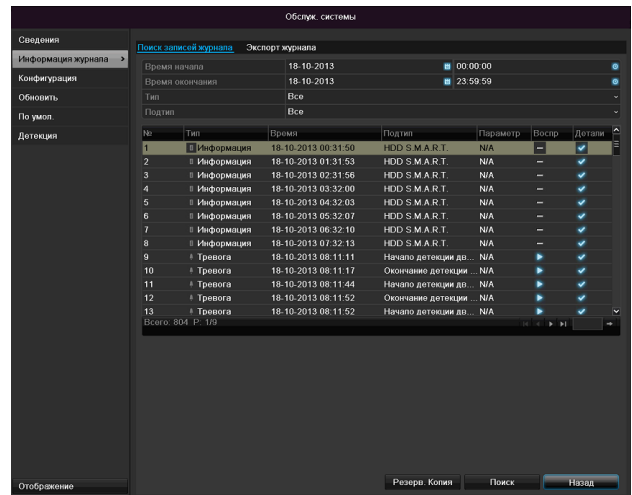 Обслуж. системы
Сведения
Информация журнала >
Конфигурация
Обновить
По умол.
Детекция
Поиск записей журнала Экспорт журнала
Время начала 18-10-2013 00:00:00
Время окончания 18-10-2013 23:59:59
Тип Все
Подтип Все
№ Тип Время Подтип Параметр Воспр Детали
1 Информация 18-10-2013 00:31:50 HDD S.M.A.R.T. N/A –
2 Информация 18-10-2013 01:31:53 HDD S.M.A.R.T. N/A –
3 Информация 18-10-2013 02:31:56 HDD S.M.A.R.T. N/A –
4 Информация 18-10-2013 03:32:00 HDD S.M.A.R.T. N/A –
5 Информация 18-10-2013 04:32:03 HDD S.M.A.R.T. N/A –
6 Информация 18-10-2013 05:32:07 HDD S.M.A.R.T. N/A –
7 Информация 18-10-2013 06:32:10 HDD S.M.A.R.T. N/A –
8 Информация 18-10-2013 07:32:13 HDD S.M.A.R.T. N/A –
9 Тревога 18-10-2013 08:11:11 Начало детекции дв... N/A
10 Тревога 18-10-2013 08:11:17 Окончание детекции ... N/A
11 Тревога 18-10-2013 08:11:44 Начало детекции дв... N/A
12 Тревога 18-10-2013 08:11:52 Окончание детекции ... N/A
13 Тревога 18-10-2013 08:11:52 Начало детекции дв... N/A
Всего: 804 P: 1/9
Отображение
Резерв. Копия Поиск Назад